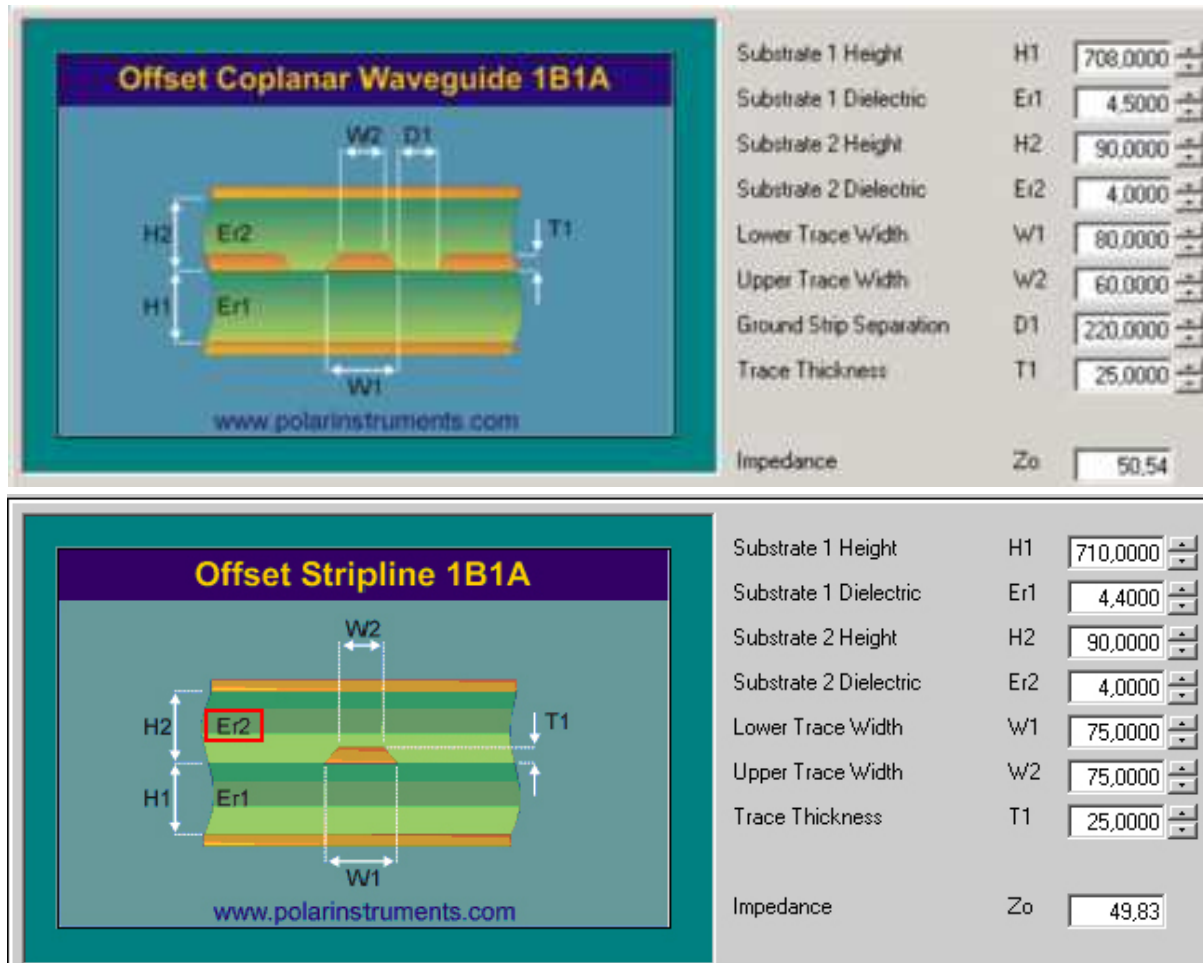 Offset Coplanar Waveguide 1B1A
W2 D1
H2 Er2 T1
H1 Er1
W1
www.polarinstruments.com
Substrate 1 Height H1 708,0000
Substrate 1 Dielectric Er1 4,5000
Substrate 2 Height H2 90,0000
Substrate 2 Dielectric Er2 4,0000
Lower Trace Width W1 80,0000
Upper Trace Width W2 60,0000
Ground Strip Separation D1 220,0000
Trace Thickness T1 25,0000
Impedance Zo 50,54
Offset Stripline 1B1A
W2
H2 Er2 T1
H1 Er1
W1
www.polarinstruments.com
Substrate 1 Height H1 710,0000
Substrate 1 Dielectric Er1 4,4000
Substrate 2 Height H2 90,0000
Substrate 2 Dielectric Er2 4,0000
Lower Trace Width W1 75,0000
Upper Trace Width W2 75,0000
Trace Thickness T1 25,0000
Impedance Zo 49,83